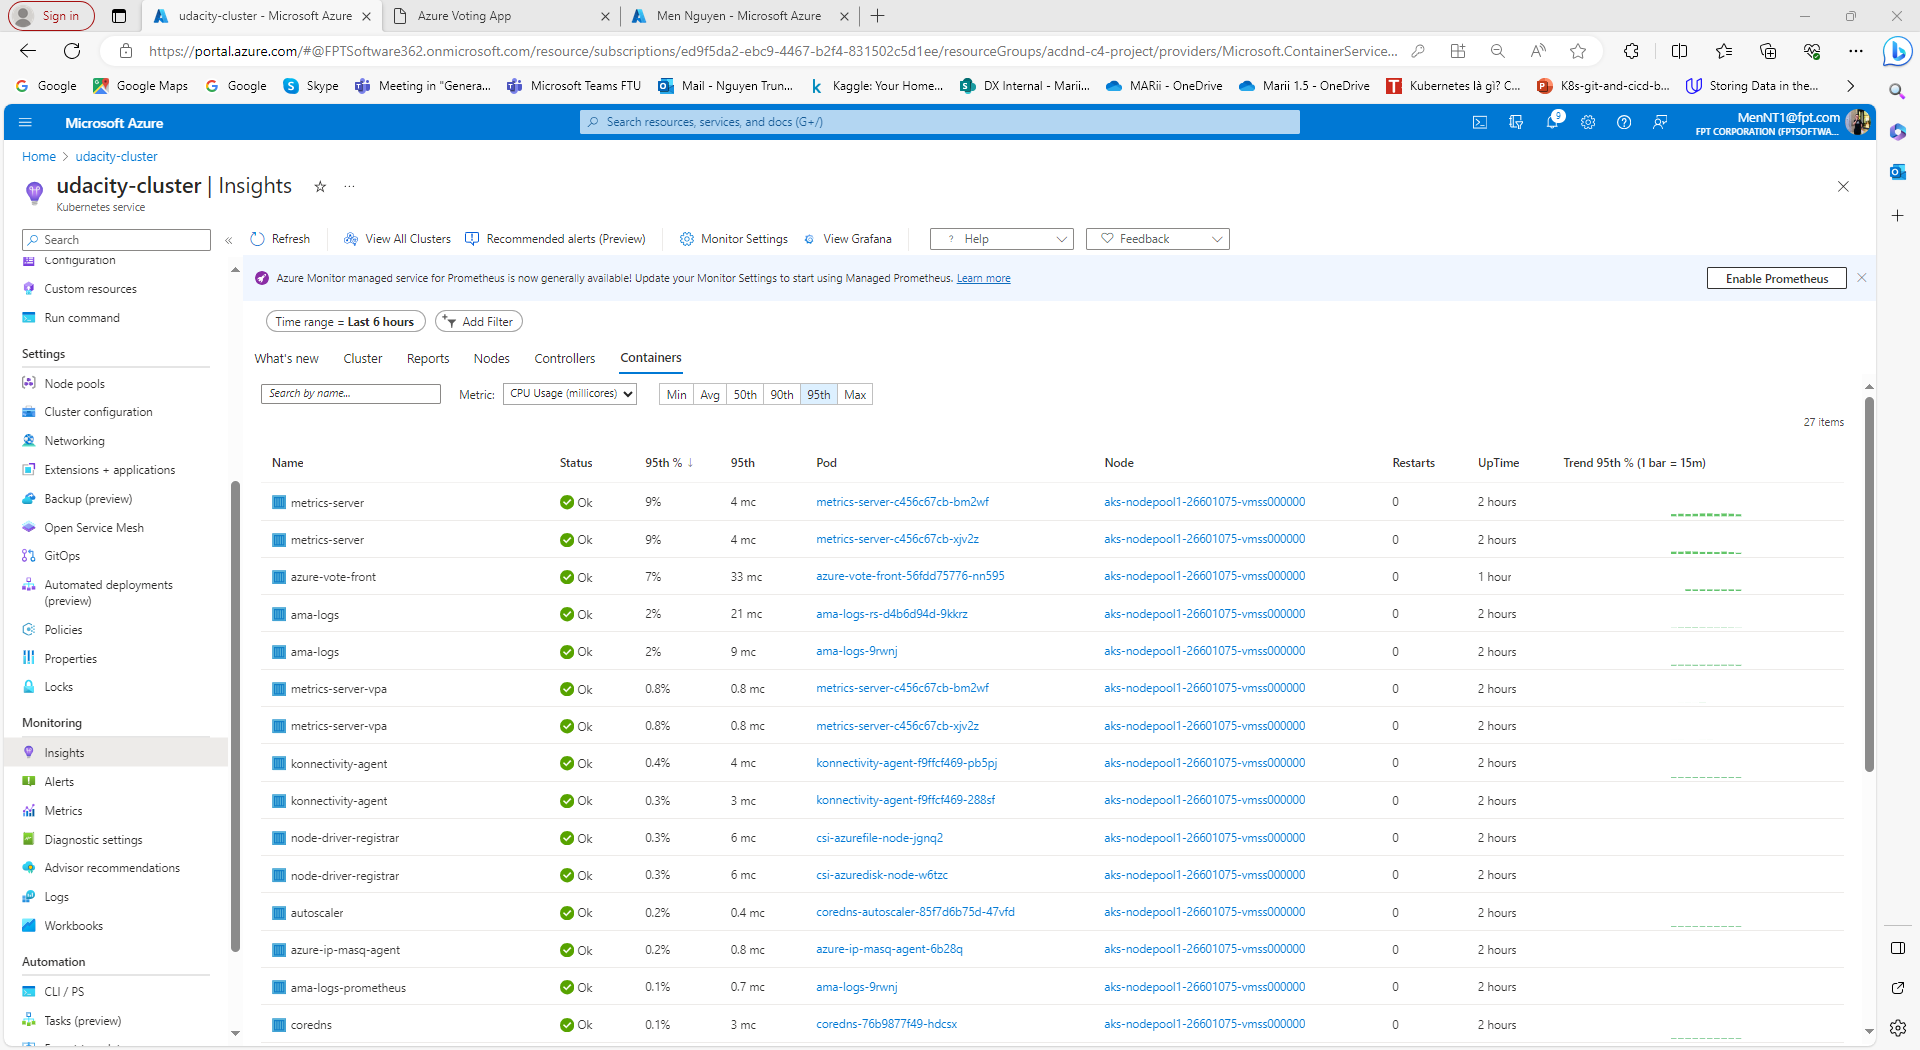 Sign in
udacity-cluster - Microsoft Azure
Azure Voting App
Men Nguyen - Microsoft Azure
https://portal.azure.com/#@FPTSoftware362.onmicrosoft.com/resource/subscriptions/ed9f5da2-ebc9-4467-b2f4-831502c5d1ee/resourceGroups/acdnd-c4-project/providers/Microsoft.ContainerService...
Google
Google Maps
Google
Skype
Meeting in "Genera...
Microsoft Teams FTU
Mail - Nguyen Trun...
Kaggle: Your Home...
DX Internal - Marii...
MARii - OneDrive
Marii 1.5 - OneDrive
Kubernetes là gì? C...
K8s-git-and-cicd-b...
Storing Data in the...
Microsoft Azure
Search resources, services, and docs (G+/)
9
MenNT1@fpt.com
FPT CORPORATION (FPTSOFTWA...
Home > udacity-cluster
udacity-cluster | Insights
Kubernetes service
Search
Refresh
View All Clusters
Recommended alerts (Preview)
Monitor Settings
View Grafana
? Help
Feedback
Configuration
Custom resources
Run command
Settings
Node pools
Cluster configuration
Networking
Extensions + applications
Backup (preview)
Open Service Mesh
GitOps
Automated deployments
(preview)
Policies
Properties
Locks
Monitoring
Insights
Alerts
Metrics
Diagnostic settings
Advisor recommendations
Logs
Workbooks
Automation
CLI / PS
Tasks (preview)
Azure Monitor managed service for Prometheus is now generally available! Update your Monitor Settings to start using Managed Prometheus. Learn more
Enable Prometheus
Time range = Last 6 hours
Add Filter
What's new Cluster Reports Nodes Controllers Containers
Search by name...
Metric: CPU Usage (millicores)
Min Avg 50th 90th 95th Max
27 items
Name Status 95th % ↓ 95th Pod Node Restarts UpTime Trend 95th % (1 bar = 15m)
metrics-server Ok 9% 4 mc metrics-server-c456c67cb-bm2wf aks-nodepool1-26601075-vmss000000 0 2 hours
metrics-server Ok 9% 4 mc metrics-server-c456c67cb-xjv2z aks-nodepool1-26601075-vmss000000 0 2 hours
azure-vote-front Ok 7% 33 mc azure-vote-front-56fdd75776-nn595 aks-nodepool1-26601075-vmss000000 0 1 hour
ama-logs Ok 2% 21 mc ama-logs-rs-d4b6d94d-9kkrz aks-nodepool1-26601075-vmss000000 0 2 hours
ama-logs Ok 2% 9 mc ama-logs-9rwnj aks-nodepool1-26601075-vmss000000 0 2 hours
metrics-server-vpa Ok 0.8% 0.8 mc metrics-server-c456c67cb-bm2wf aks-nodepool1-26601075-vmss000000 0 2 hours
metrics-server-vpa Ok 0.8% 0.8 mc metrics-server-c456c67cb-xjv2z aks-nodepool1-26601075-vmss000000 0 2 hours
konnectivity-agent Ok 0.4% 4 mc konnectivity-agent-f9ffcf469-pb5pj aks-nodepool1-26601075-vmss000000 0 2 hours
konnectivity-agent Ok 0.3% 3 mc konnectivity-agent-f9ffcf469-288sf aks-nodepool1-26601075-vmss000000 0 2 hours
node-driver-registrar Ok 0.3% 6 mc csi-azurefile-node-jgnq2 aks-nodepool1-26601075-vmss000000 0 2 hours
node-driver-registrar Ok 0.3% 6 mc csi-azuredisk-node-w6tzc aks-nodepool1-26601075-vmss000000 0 2 hours
autoscaler Ok 0.2% 0.4 mc coredns-autoscaler-85f7d6b75d-47vfd aks-nodepool1-26601075-vmss000000 0 2 hours
azure-ip-masq-agent Ok 0.2% 0.8 mc azure-ip-masq-agent-6b28q aks-nodepool1-26601075-vmss000000 0 2 hours
ama-logs-prometheus Ok 0.1% 0.7 mc ama-logs-9rwnj aks-nodepool1-26601075-vmss000000 0 2 hours
coredns Ok 0.1% 3 mc coredns-76b9877f49-hdcsx aks-nodepool1-26601075-vmss000000 0 2 hours